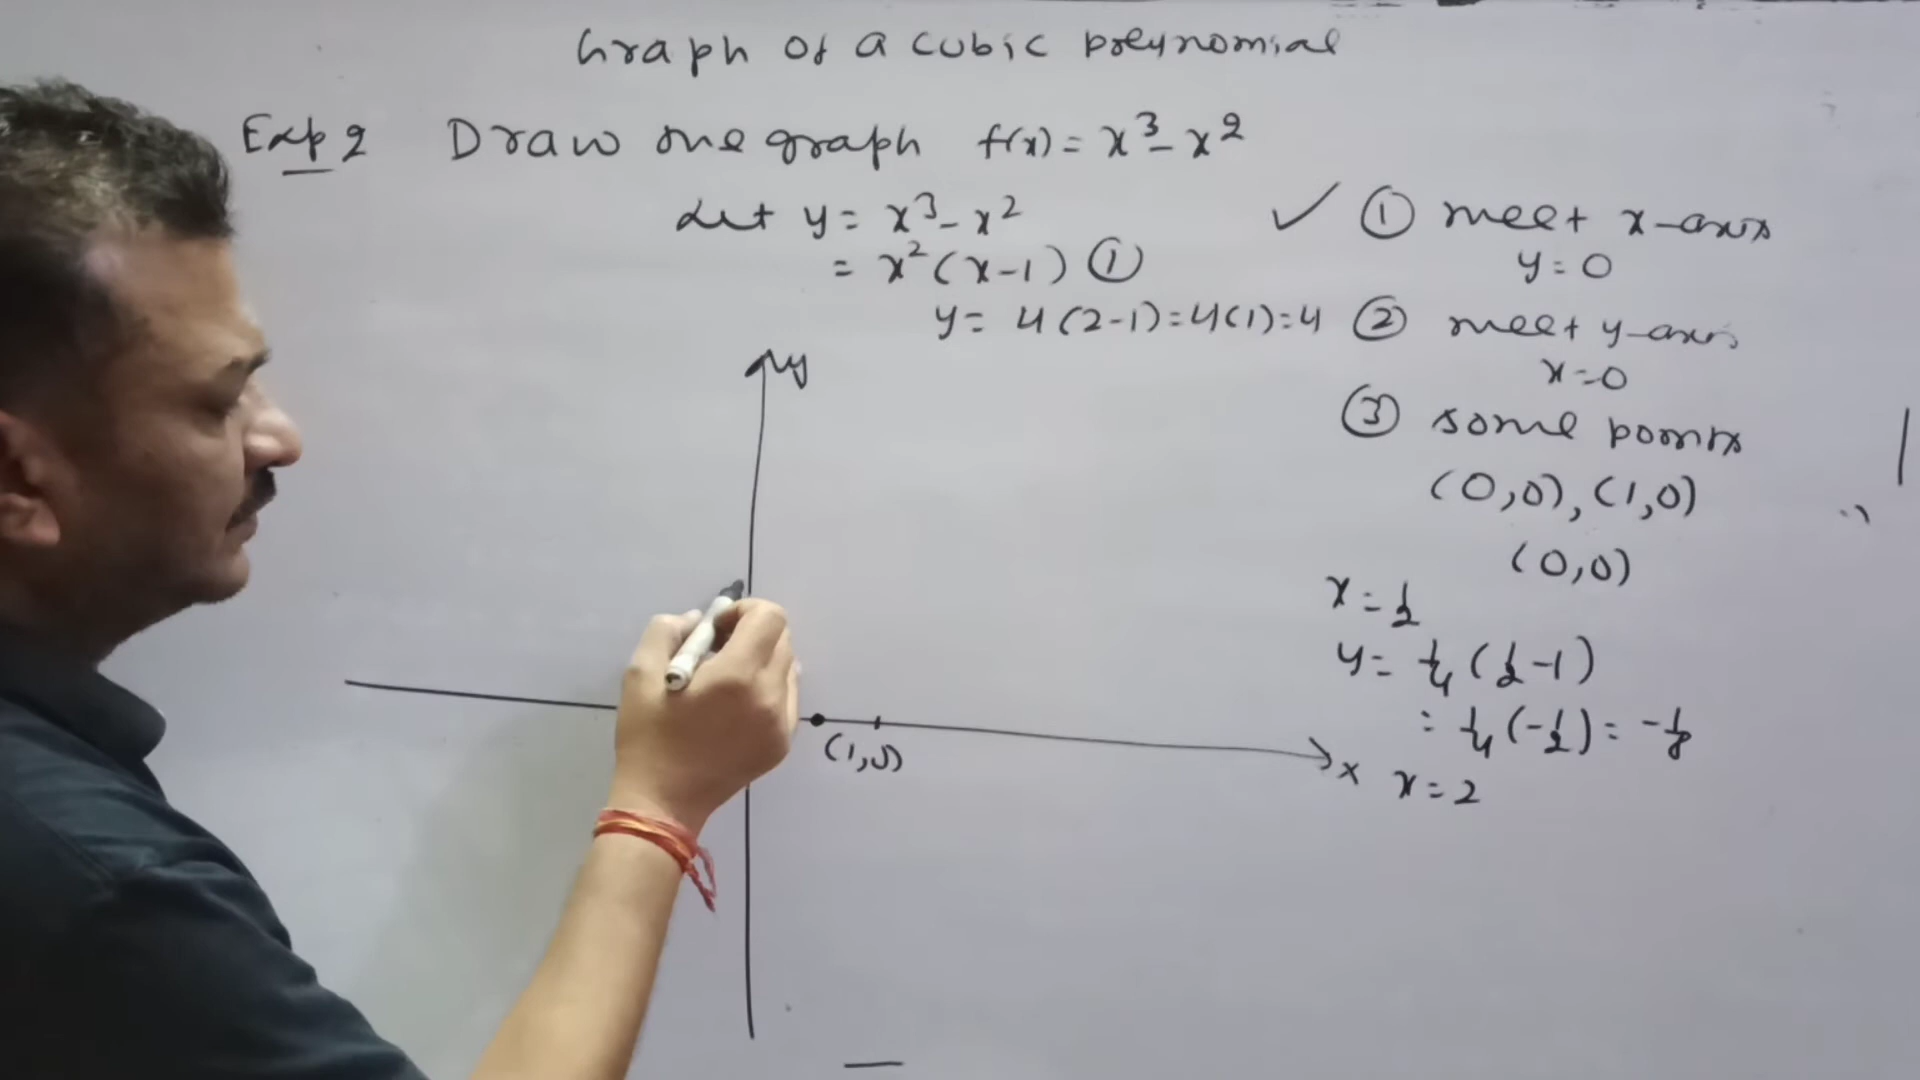 Graph of a cubic polynomial
Exp 2 Draw the graph f(x) = x³ - x²
Let y = x³ - x²
= x² (x-1) ①
y = 4(2-1) = 4(1) = 4
✓ ① meet x-axis
y = 0
② meet y-axis
x = 0
③ some points
(0,0), (1,0)
(0,0)
x = 1/2
y = 1/4 (1/2 - 1)
= 1/4 (-1/2) = -1/8
x = 2
y
(1,0)
x